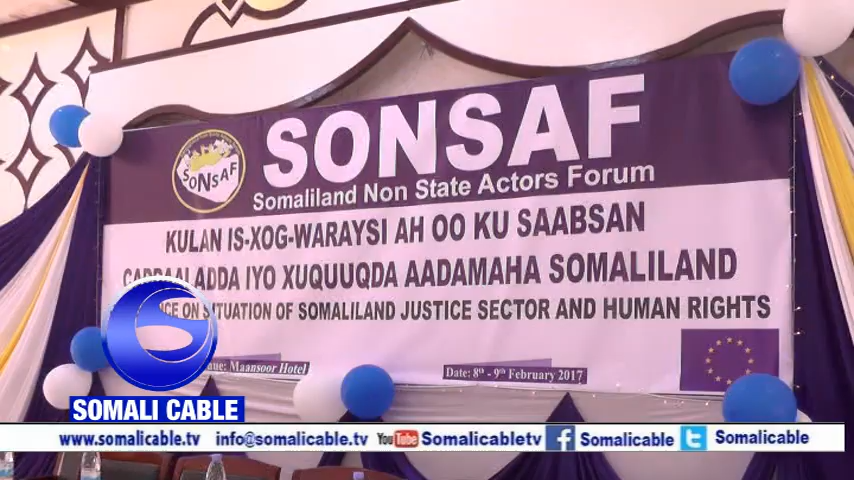 SONSAF
Somaliland Non State Actors Forum
SONSAF
KULAN IS-XOG-WARAYSI AH OO KU SAABSAN
IYO XUQUUQDA AADAMAHA SOMALILAND
ON SITUATION OF SOMALILAND JUSTICE SECTOR AND HUMAN RIGHTS
Maansoor Hotel
Date: 8th - 9th February 2017
S
SOMALI CABLE
www.somalicable.tv info@somalicable.tv YouTube Somalicabletv f Somalicable t Somalicable